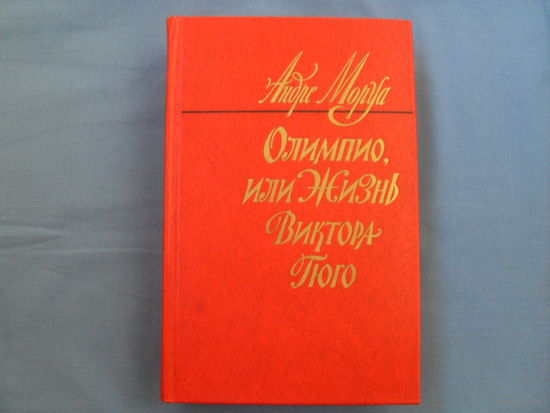 Андре Моруа
Олимпио,
или Жизнь
Виктора
Гюго